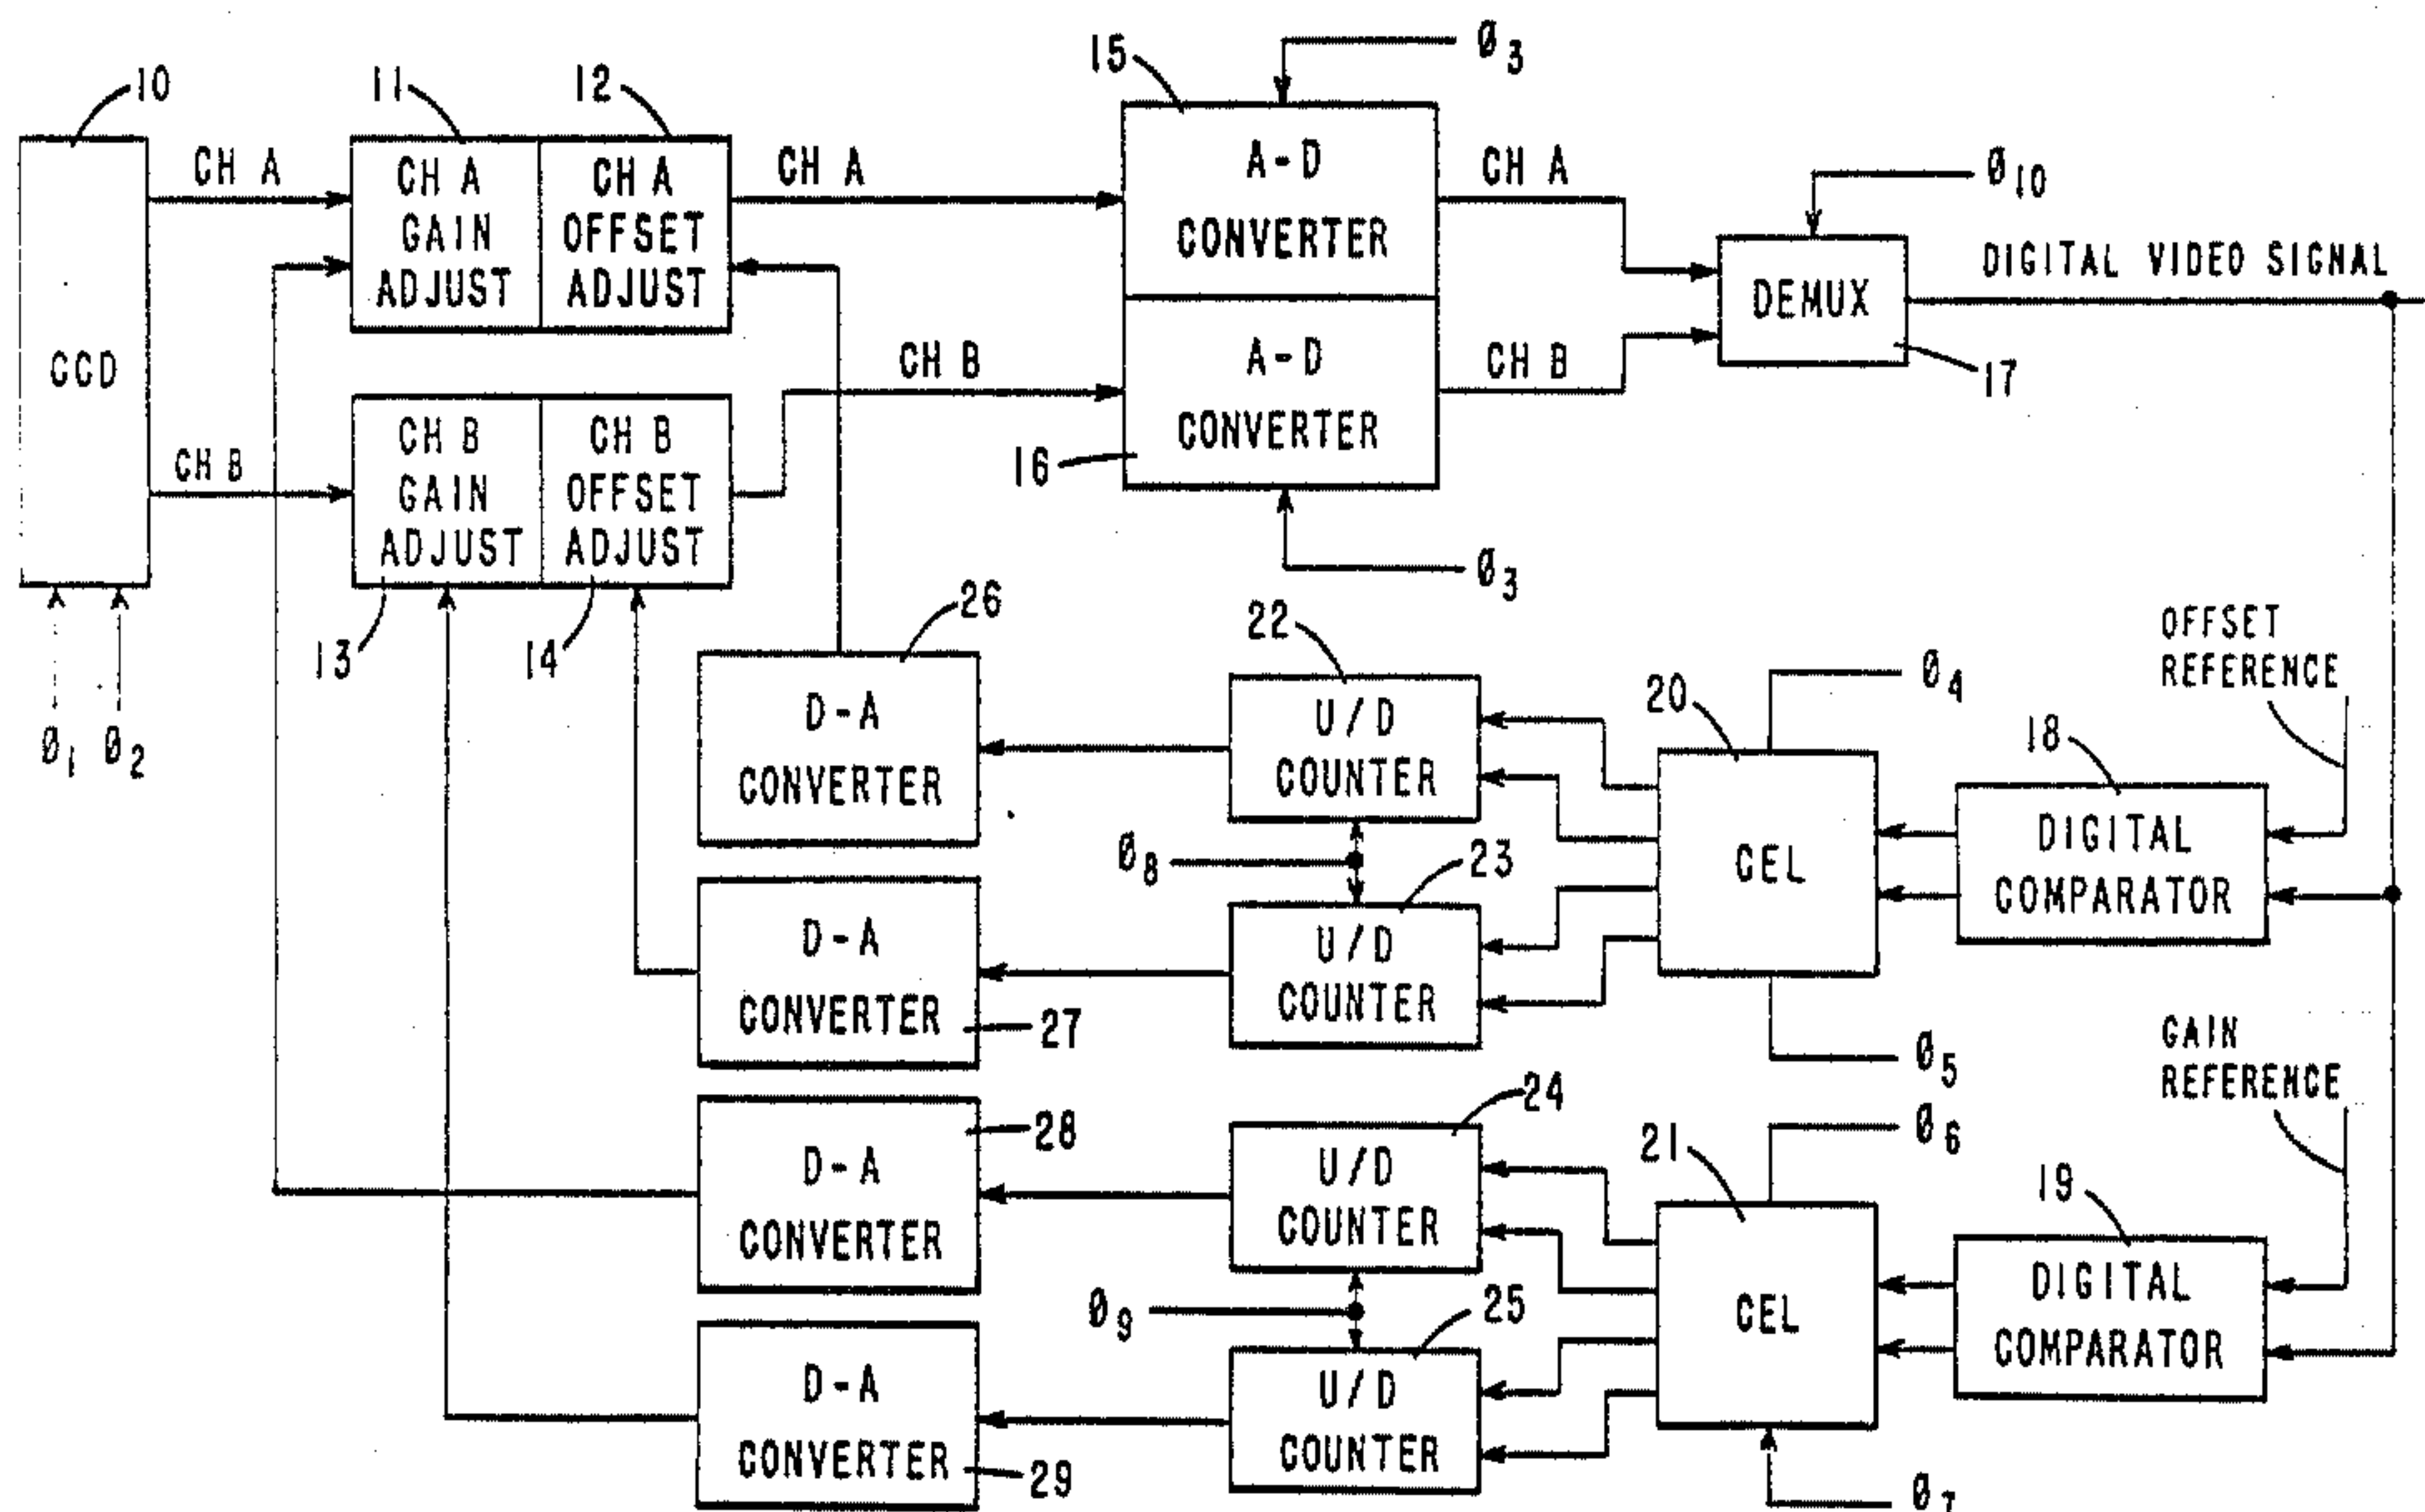 10
11
12
15
Ø3
CH A
CH A
GAIN
ADJUST
CH A
OFFSET
ADJUST
CH A
A-D
CONVERTER
CH A
Ø10
DIGITAL VIDEO SIGNAL
DEMUX
17
CCD
CH B
CH B
GAIN
ADJUST
CH B
OFFSET
ADJUST
CH B
A-D
CONVERTER
CH B
16
Ø3
13
14
Ø1 Ø2
26
22
Ø4
OFFSET
REFERENCE
D-A
CONVERTER
U/D
COUNTER
20
CEL
18
DIGITAL
COMPARATOR
Ø8
23
D-A
CONVERTER
27
U/D
COUNTER
Ø5
GAIN
REFERENCE
28
24
Ø6
D-A
CONVERTER
U/D
COUNTER
21
CEL
19
DIGITAL
COMPARATOR
Ø9
25
D-A
CONVERTER
29
U/D
COUNTER
Ø7